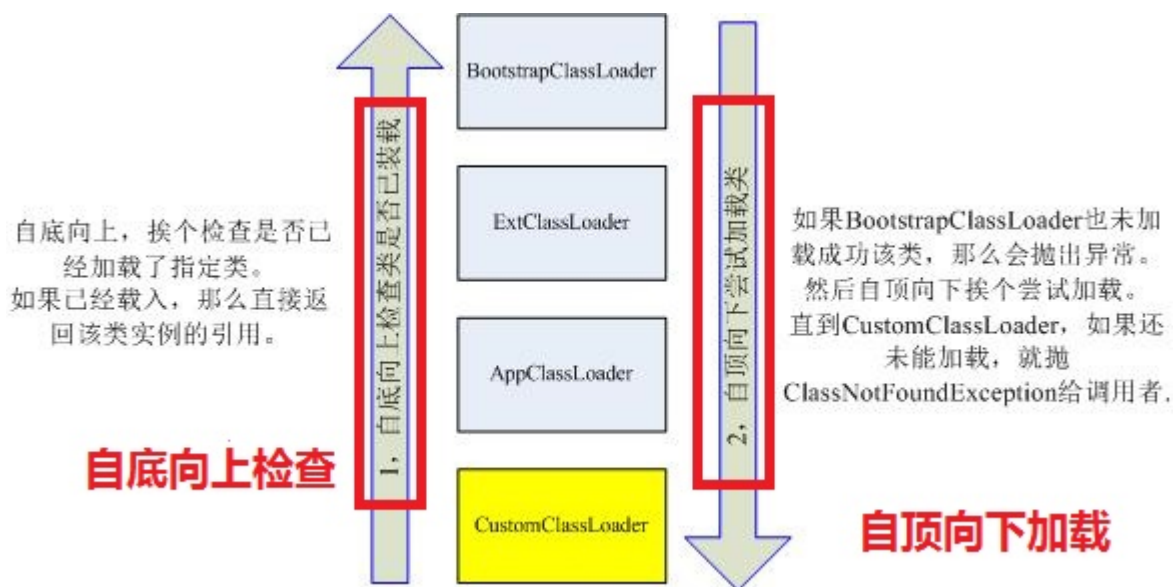 BootstrapClassLoader
ExtClassLoader
AppClassLoader
CustomClassLoader
1，自底向上检查类是否已装载
自底向上，挨个检查是否已
经加载了指定类。
如果已经载入，那么直接返
回该类实例的引用。
自底向上检查
2，自顶向下尝试加载类
如果BootstrapClassLoader也未加
载成功该类，那么会抛出异常。
然后自顶向下挨个尝试加载。
直到CustomClassLoader，如果还
未能加载，就抛
ClassNotFoundException给调用者.
自顶向下加载